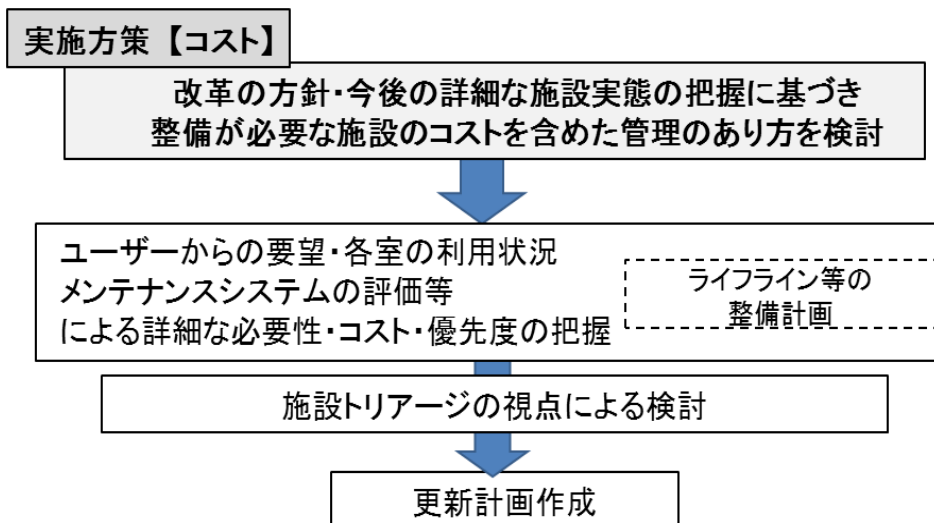 実施方策【コスト】
改革の方針・今後の詳細な施設実態の把握に基づき
整備が必要な施設のコストを含めた管理のあり方を検討
ユーザーからの要望・各室の利用状況
メンテナンスシステムの評価等
による詳細な必要性・コスト・優先度の把握
ライフライン等の
整備計画
施設トリアージの視点による検討
更新計画作成